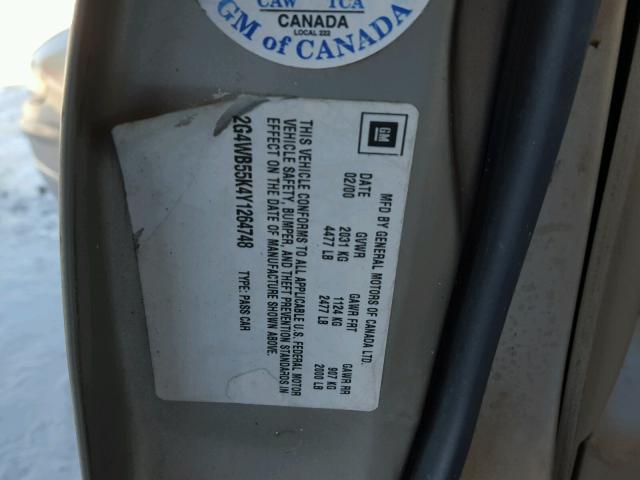 CAW TCA
CANADA
LOCAL 222
GM of CANADA
GM
MFD BY GENERAL MOTORS OF CANADA LTD.
DATE GVWR GAWR FRT GAWR RR
02/00 2031 KG 1124 KG 907 KG
4477 LB 2477 LB 2000 LB
THIS VEHICLE CONFORMS TO ALL APPLICABLE U.S. FEDERAL MOTOR
VEHICLE SAFETY, BUMPER, AND THEFT PREVENTION STANDARDS IN
EFFECT ON THE DATE OF MANUFACTURE SHOWN ABOVE.
2G4WB55K4Y1264748 TYPE: PASS CAR